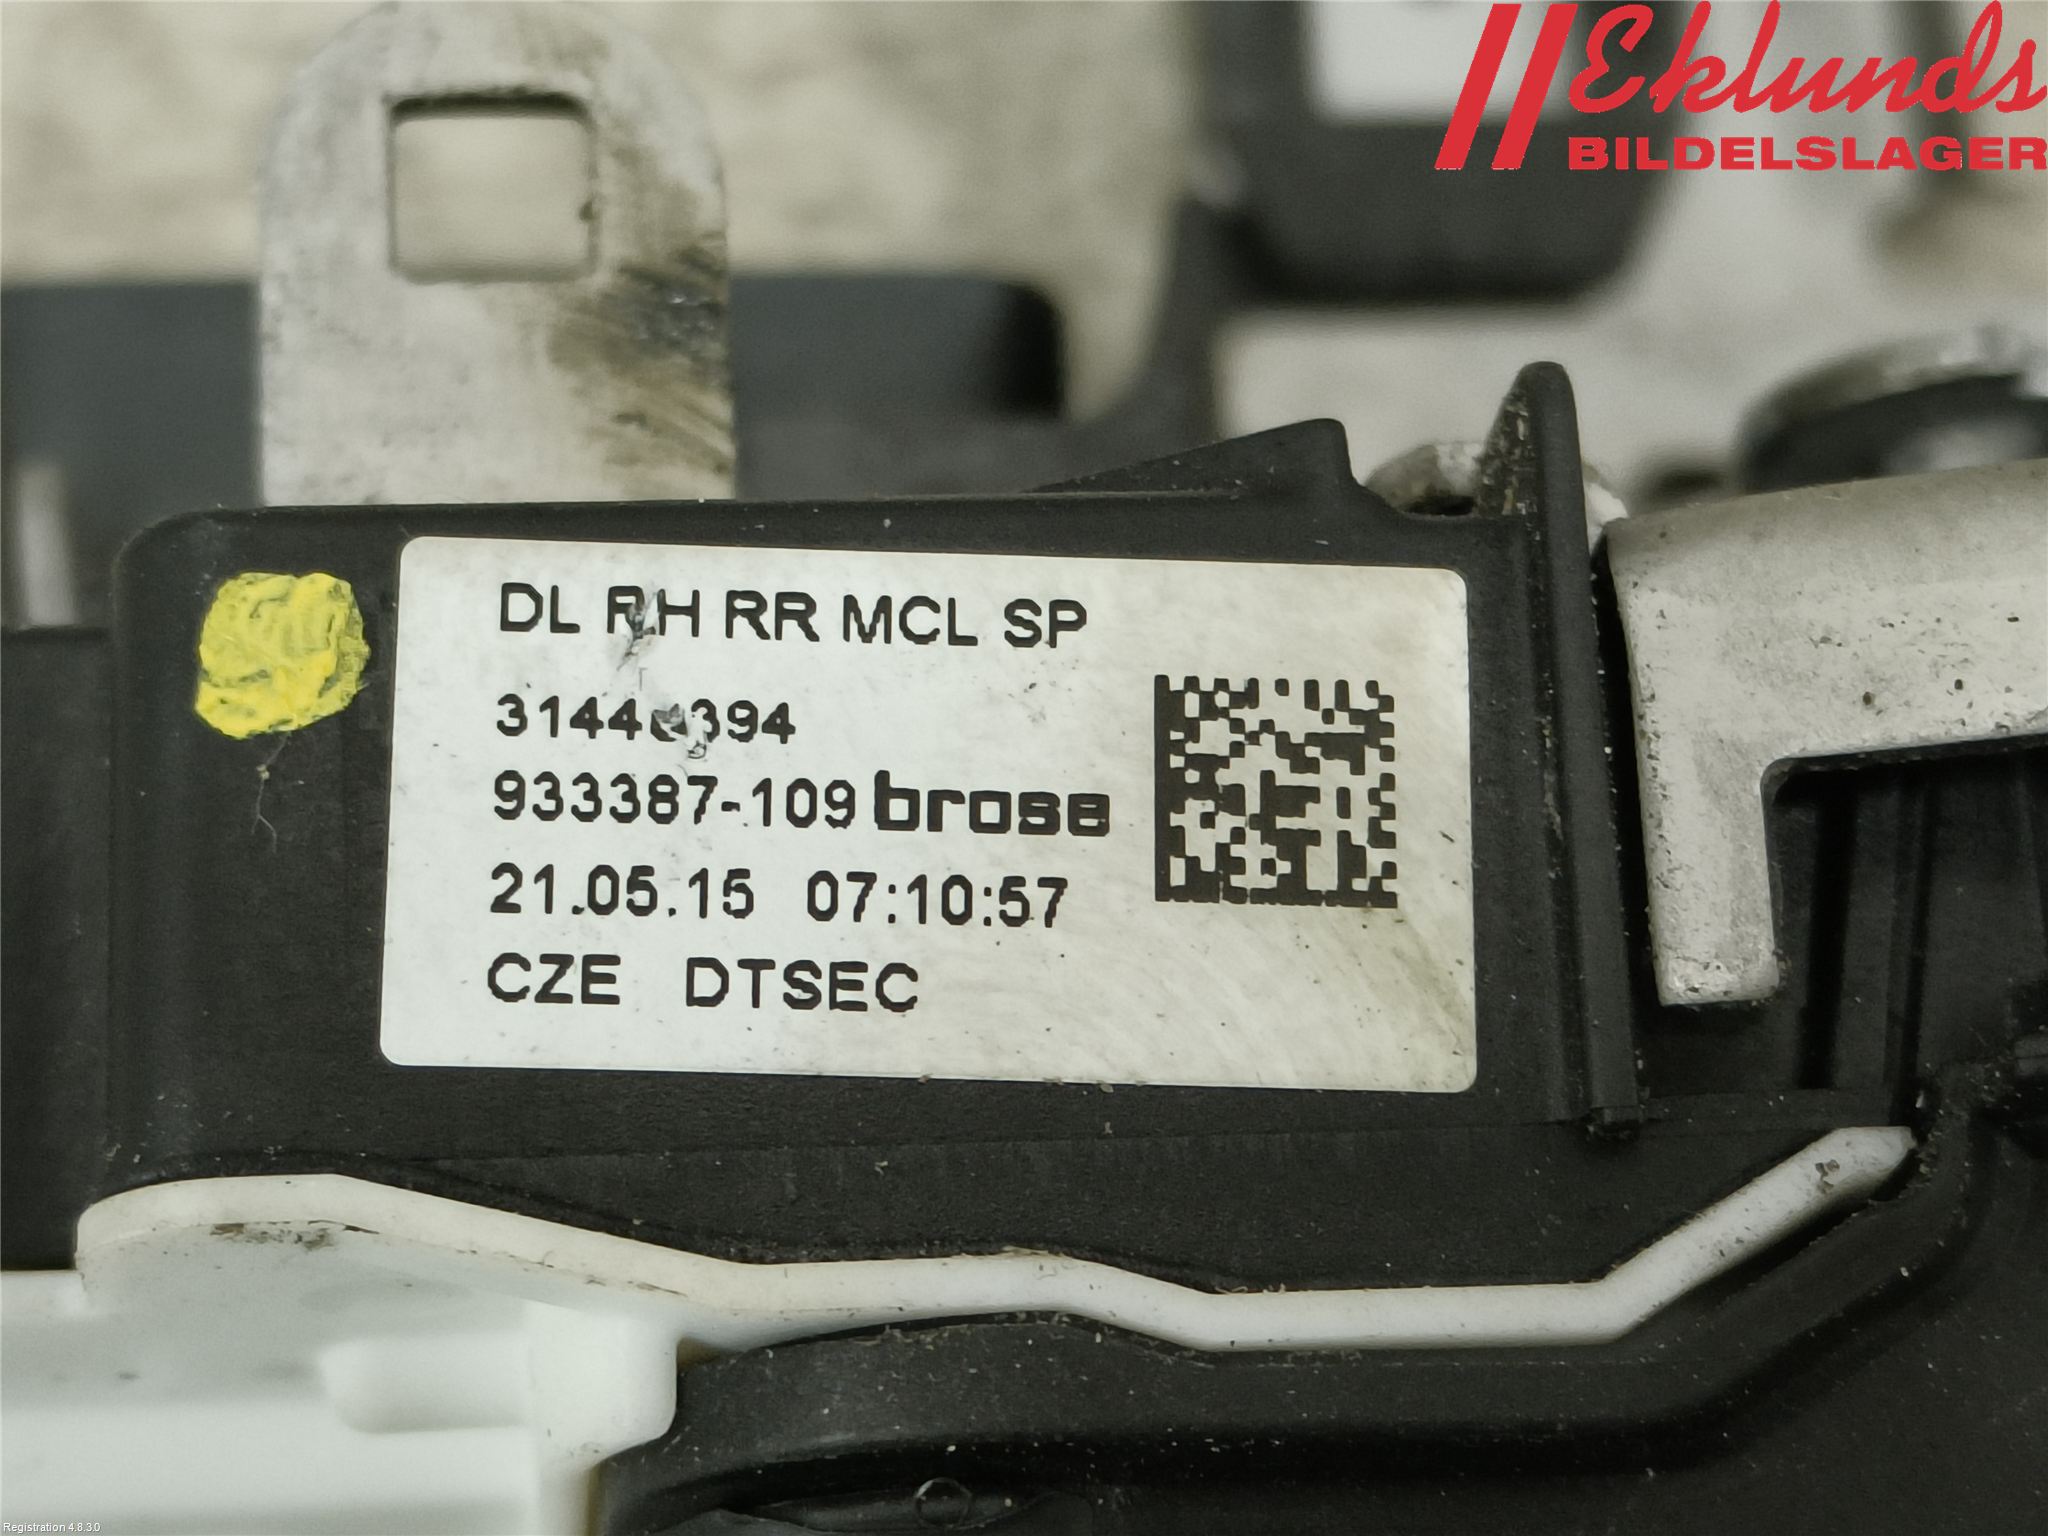 Eklunds
BILDELSLAGER
DL RH RR MCL SP
933387-109 brose
21.05.15 07:10:57
CZE DTSEC
Registration 4.8.3.0